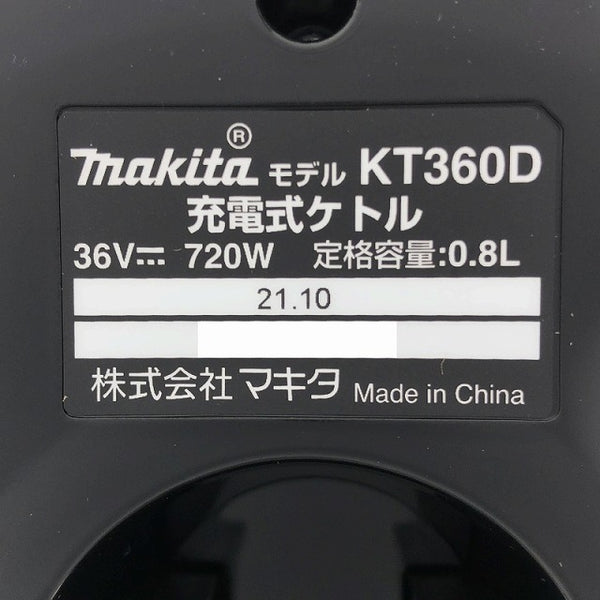 ®
makita モデル KT360D
充電式ケトル
36V⎓ 720W 定格容量:0.8L
21.10
株式会社マキタ Made in China